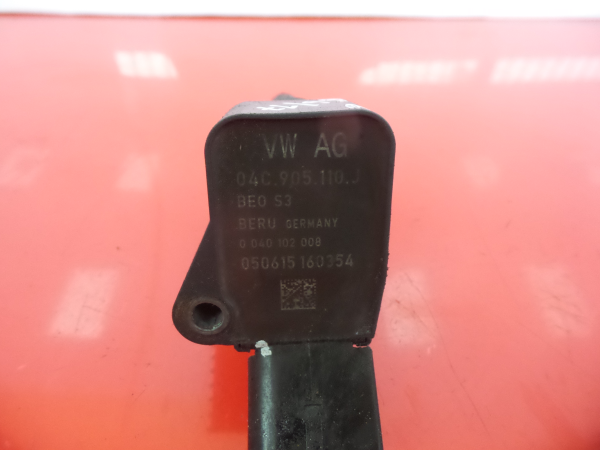 VW AG
04C.905.110.J
BEO S3
BERU GERMANY
0 040 102 008
050615 160354